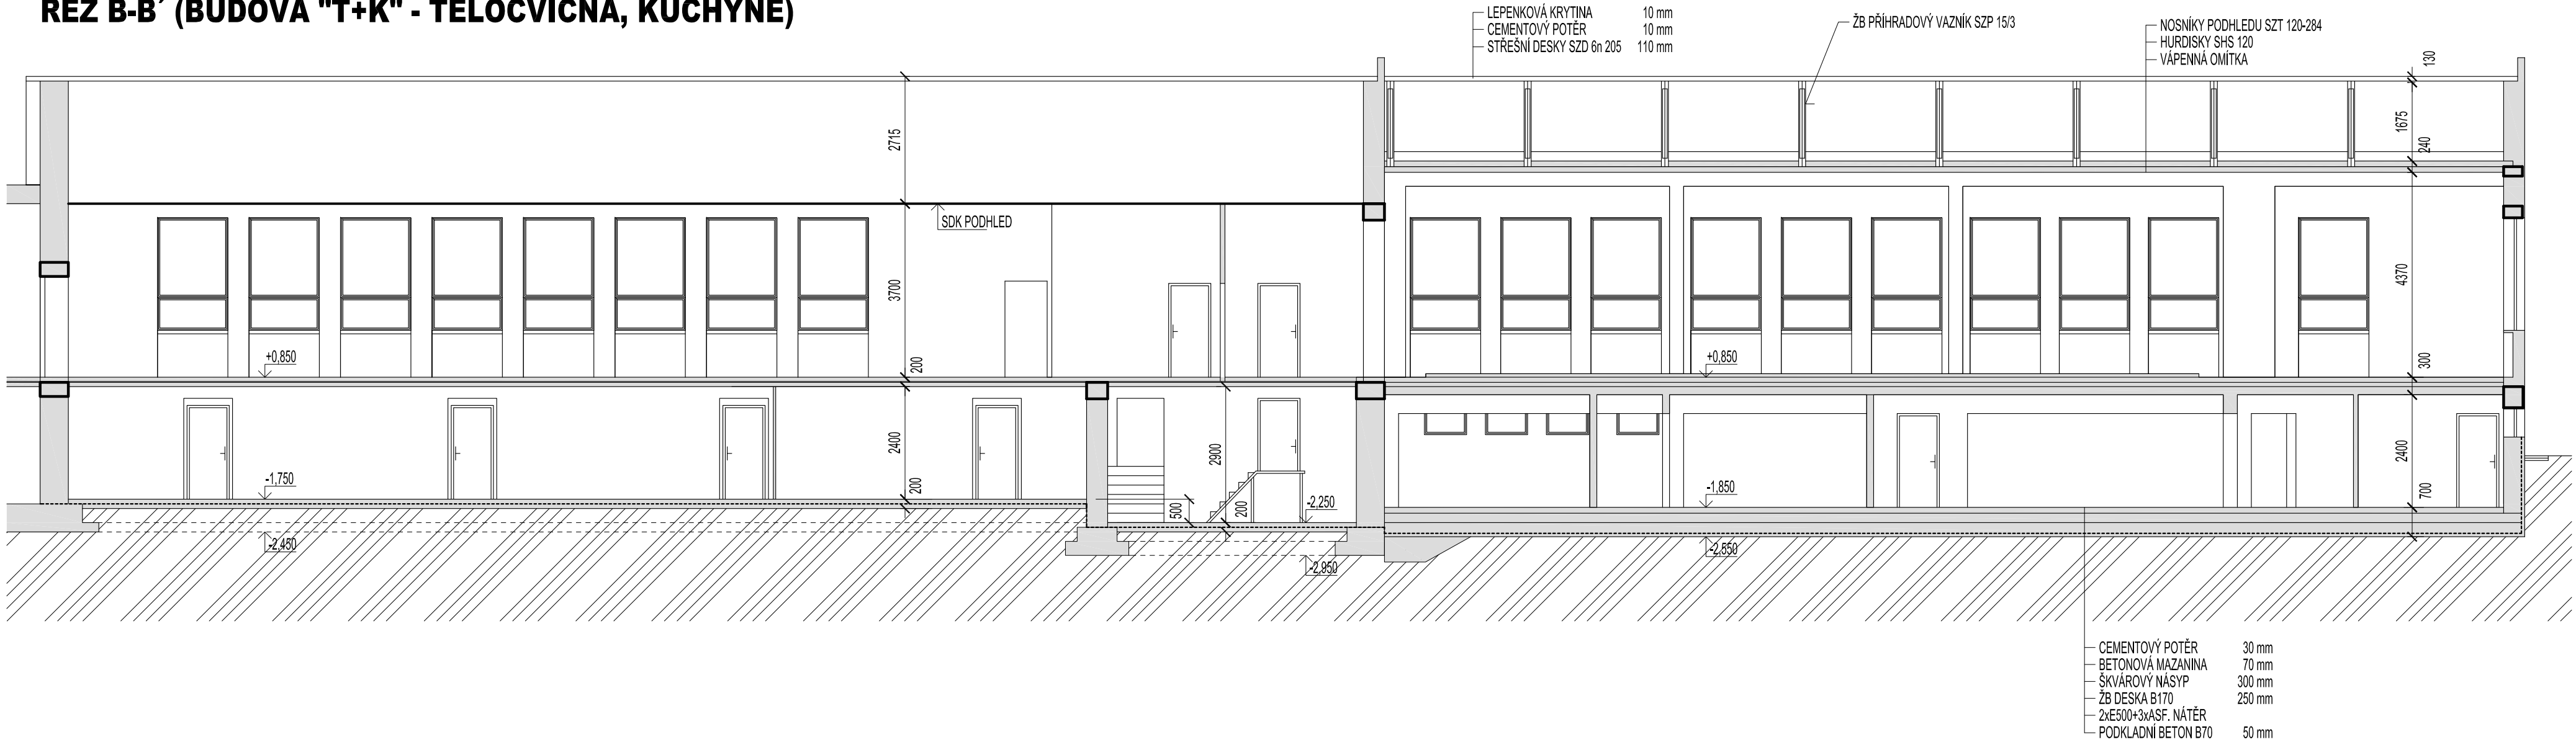 ŘEZ B-B´ (BUDOVA "T+K" - TĚLOCVIČNA, KUCHYNĚ)
LEPENKOVÁ KRYTINA 10 mm
CEMENTOVÝ POTĚR 10 mm
STŘEŠNÍ DESKY SZD 6n 205 110 mm
ŽB PŘÍHRADOVÝ VAZNÍK SZP 15/3
NOSNÍKY PODHLEDU SZT 120-284
HURDISKY SHS 120
VÁPENNÁ OMÍTKA
130
2715
1675
240
SDK PODHLED
3700
4370
+0,850
200
+0,850
300
2400
2900
2400
-1,750
200
500
200
-2,250
-1,850
700
-2,450
-2,950
-2,550
CEMENTOVÝ POTĚR 30 mm
BETONOVÁ MAZANINA 70 mm
ŠKVÁROVÝ NÁSYP 300 mm
ŽB DESKA B170 250 mm
2xE500+3xASF. NÁTĚR
PODKLADNÍ BETON B70 50 mm